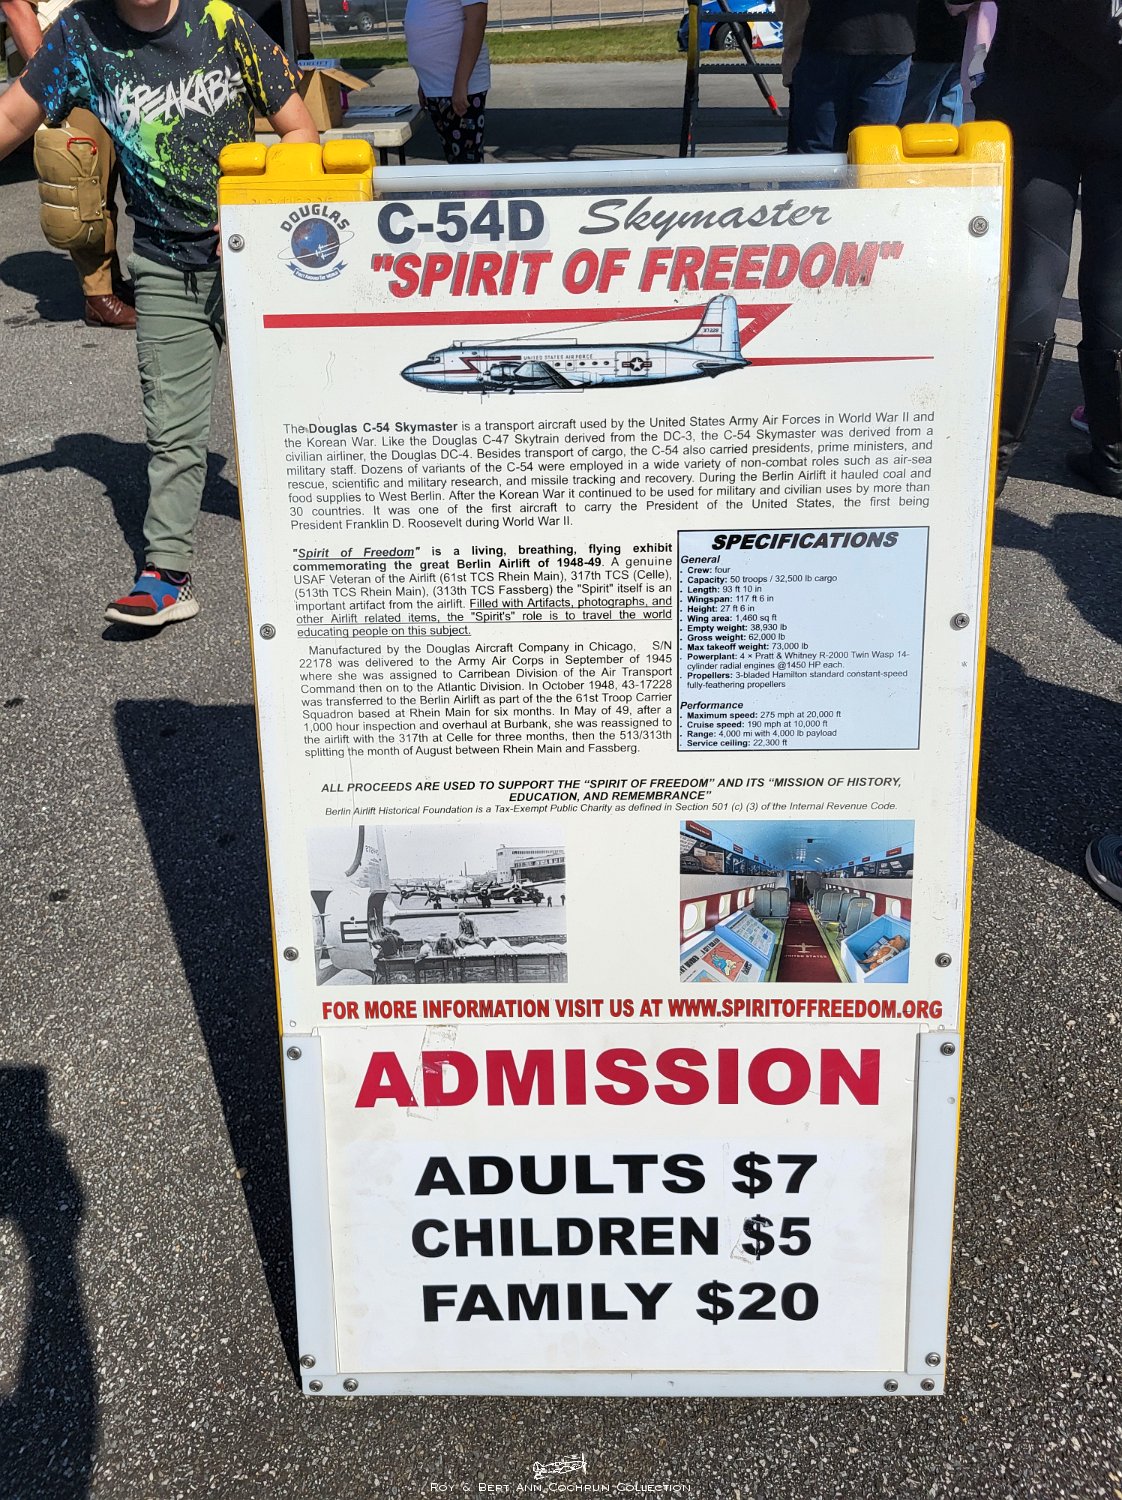 UNSPEAKABLE
DOUGLAS
FIRST AROUND THE WORLD
C-54D Skymaster
"SPIRIT OF FREEDOM"
UNITED STATES AIR FORCE
The Douglas C-54 Skymaster is a transport aircraft used by the United States Army Air Forces in World War II and
the Korean War. Like the Douglas C-47 Skytrain derived from the DC-3, the C-54 Skymaster was derived from a
civilian airliner, the Douglas DC-4. Besides transport of cargo, the C-54 also carried presidents, prime ministers, and
military staff. Dozens of variants of the C-54 were employed in a wide variety of non-combat roles such as air-sea
rescue, scientific and military research, and missile tracking and recovery. During the Berlin Airlift it hauled coal and
food supplies to West Berlin. After the Korean War it continued to be used for military and civilian uses by more than
30 countries. It was one of the first aircraft to carry the President of the United States, the first being
President Franklin D. Roosevelt during World War II.
"Spirit of Freedom" is a living, breathing, flying exhibit
commemorating the great Berlin Airlift of 1948-49. A genuine
USAF Veteran of the Airlift (61st TCS Rhein Main), 317th TCS (Celle),
(513th TCS Rhein Main), (313th TCS Fassberg) the "Spirit" itself is an
important artifact from the airlift. Filled with Artifacts, photographs, and
other Airlift related items, the "Spirit's" role is to travel the world
educating people on this subject.
Manufactured by the Douglas Aircraft Company in Chicago, S/N
22178 was delivered to the Army Air Corps in September of 1945
where she was assigned to Carribean Division of the Air Transport
Command then on to the Atlantic Division. In October 1948, 43-17228
was transferred to the Berlin Airlift as part of the the 61st Troop Carrier
Squadron based at Rhein Main for six months. In May of 49, after a
1,000 hour inspection and overhaul at Burbank, she was reassigned to
the airlift with the 317th at Celle for three months, then the 513/313th
splitting the month of August between Rhein Main and Fassberg.
SPECIFICATIONS
General
. Crew: four
. Capacity: 50 troops / 32,500 lb cargo
. Length: 93 ft 10 in
. Wingspan: 117 ft 6 in
. Height: 27 ft 6 in
. Wing area: 1,460 sq ft
. Empty weight: 38,930 lb
. Gross weight: 62,000 lb
. Max takeoff weight: 73,000 lb
. Powerplant: 4 × Pratt & Whitney R-2000 Twin Wasp 14-
cylinder radial engines @1450 HP each.
. Propellers: 3-bladed Hamilton standard constant-speed
fully-feathering propellers
Performance
. Maximum speed: 275 mph at 20,000 ft
. Cruise speed: 190 mph at 10,000 ft
. Range: 4,000 mi with 4,000 lb payload
. Service ceiling: 22,300 ft
ALL PROCEEDS ARE USED TO SUPPORT THE "SPIRIT OF FREEDOM" AND ITS "MISSION OF HISTORY,
EDUCATION, AND REMEMBRANCE"
Berlin Airlift Historical Foundation is a Tax-Exempt Public Charity as defined in Section 501 (c) (3) of the Internal Revenue Code.
UNITED STATES
FOR MORE INFORMATION VISIT US AT WWW.SPIRITOFFREEDOM.ORG
ADMISSION
ADULTS $7
CHILDREN $5
FAMILY $20
ROY & BERT ANN COCHRUN COLLECTION